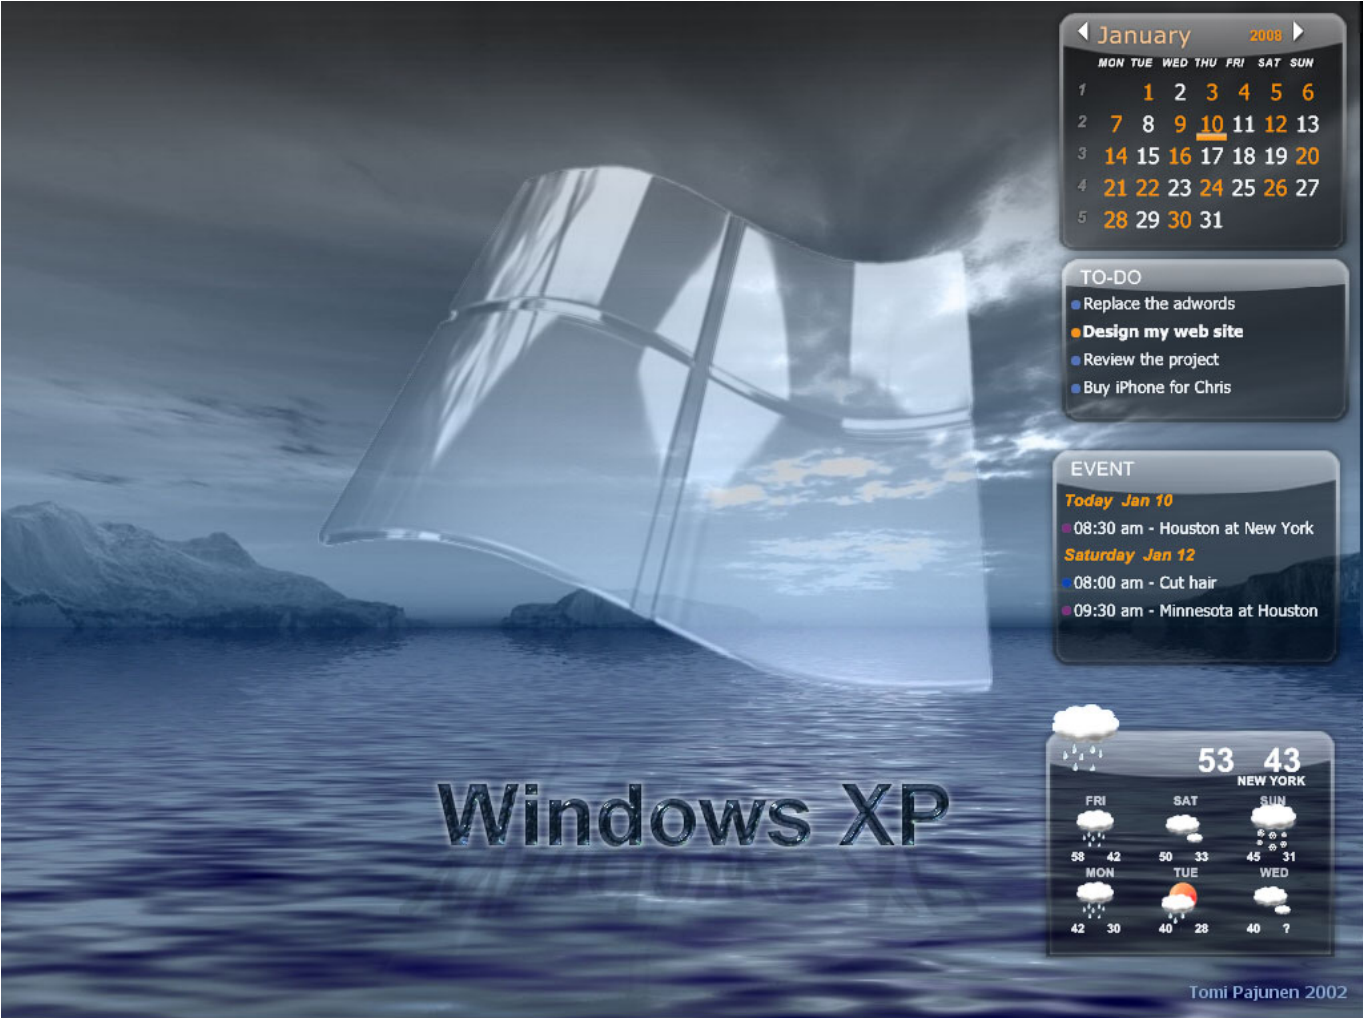 January 2008
MON TUE WED THU FRI SAT SUN
1 1 2 3 4 5 6
2 7 8 9 10 11 12 13
3 14 15 16 17 18 19 20
4 21 22 23 24 25 26 27
5 28 29 30 31
TO-DO
Replace the adwords
Design my web site
Review the project
Buy iPhone for Chris
EVENT
Today Jan 10
08:30 am - Houston at New York
Saturday Jan 12
08:00 am - Cut hair
09:30 am - Minnesota at Houston
53 43
NEW YORK
FRI SAT SUN
58 42 50 33 45 31
MON TUE WED
42 30 40 28 40 ?
Windows XP
Tomi Pajunen 2002